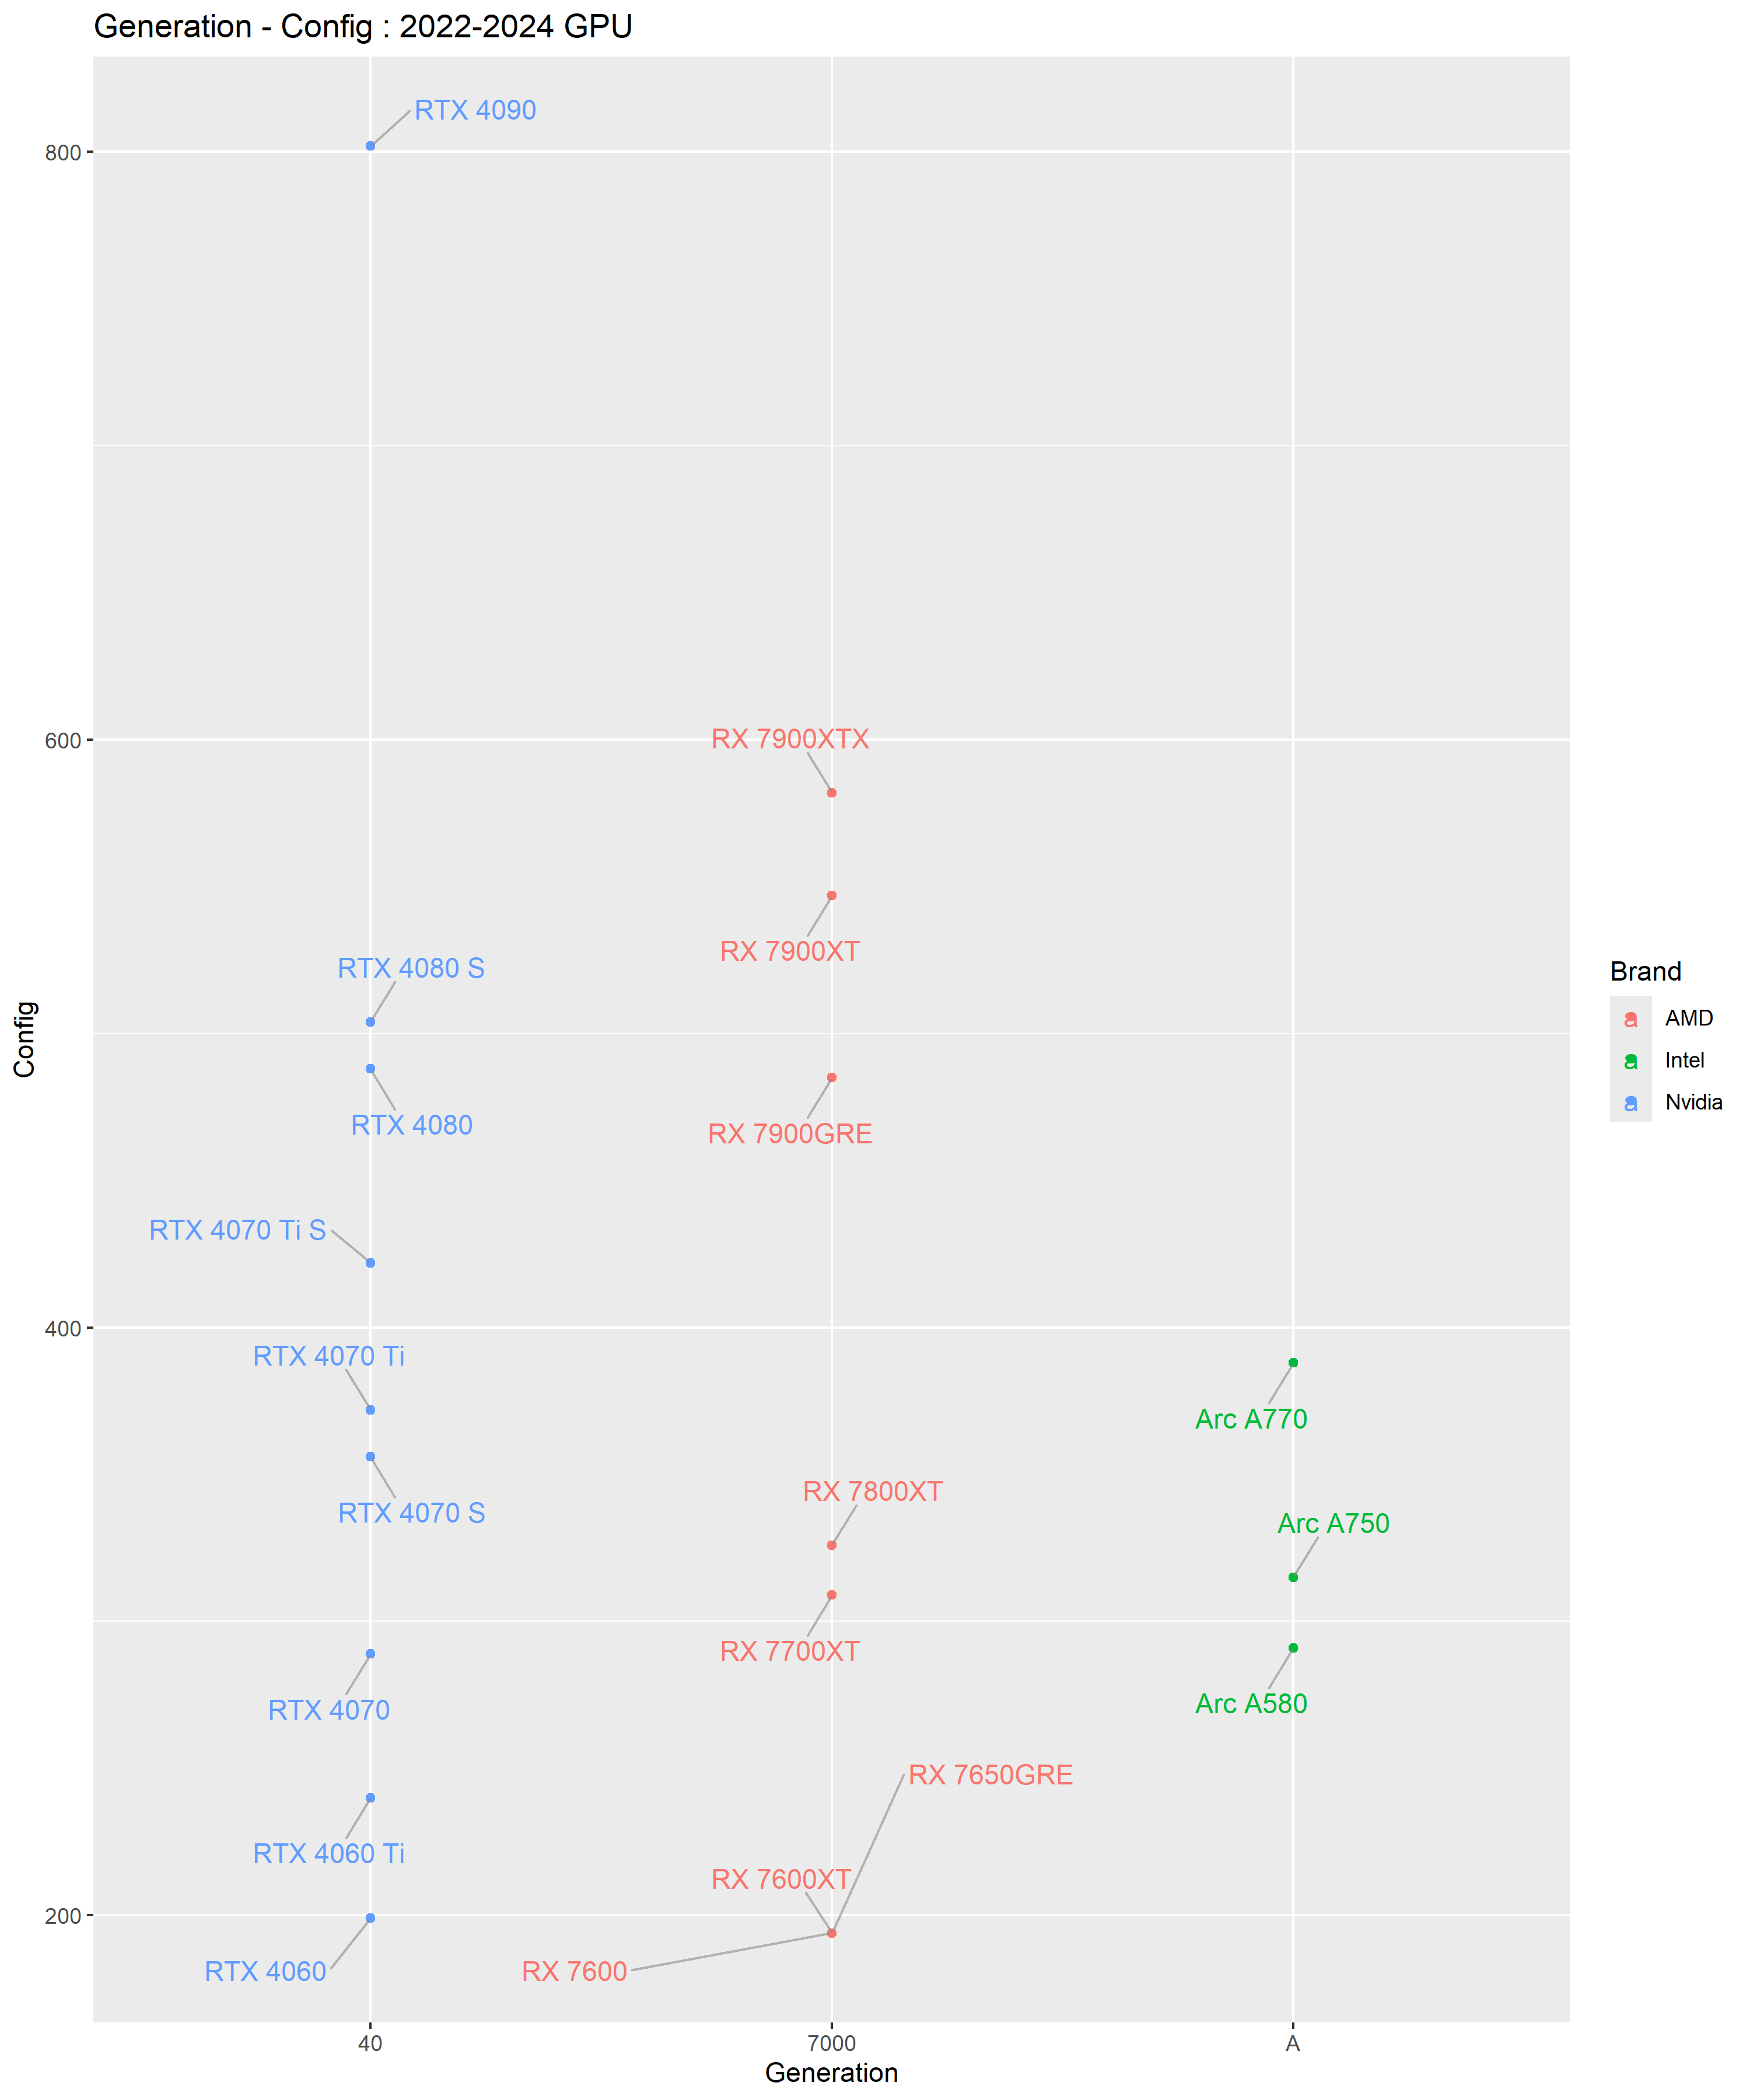 Generation - Config : 2022-2024 GPU
RTX 4090
800
600
RX 7900XTX
RX 7900XT
RTX 4080 S
RTX 4080
RX 7900GRE
RTX 4070 Ti S
400
RTX 4070 Ti
Arc A770
RTX 4070 S
RX 7800XT
Arc A750
RX 7700XT
RTX 4070
Arc A580
RX 7650GRE
RTX 4060 Ti
RX 7600XT
200
RTX 4060
RX 7600
40
7000
A
Generation
Config
Brand
a AMD
a Intel
a Nvidia